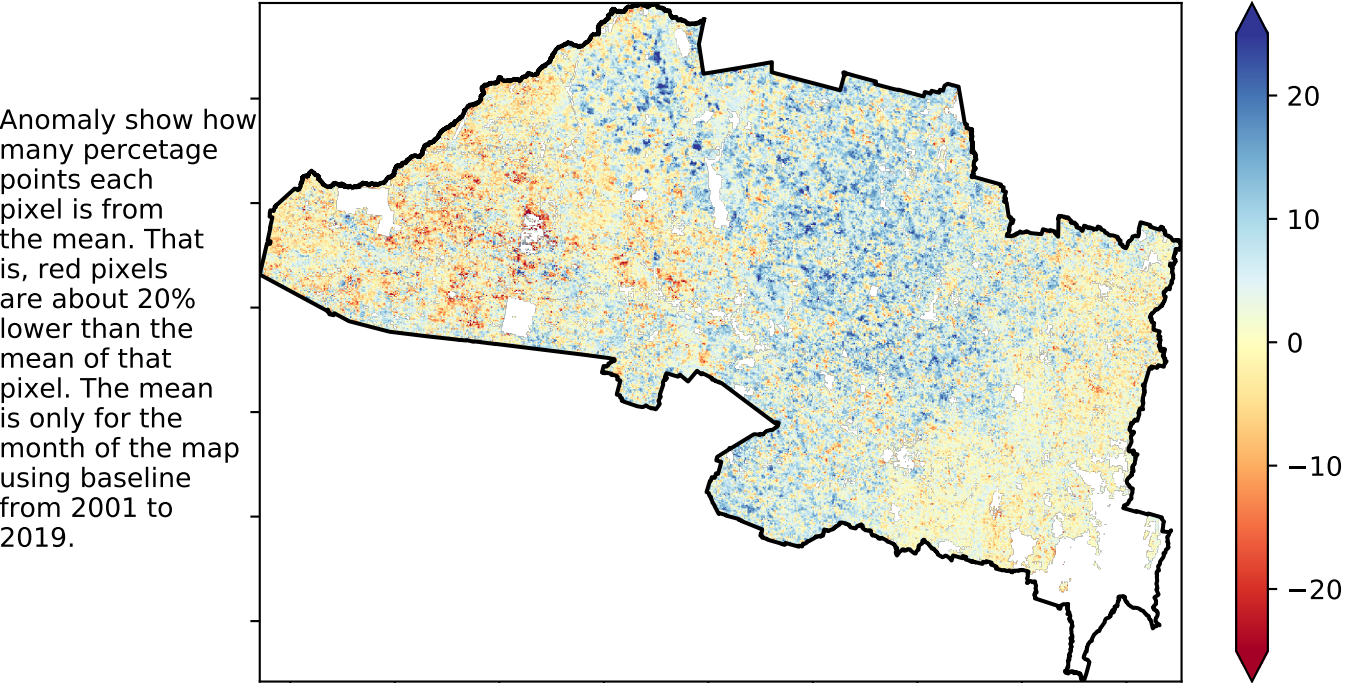 Anomaly show how
many percetage
points each
pixel is from
the mean. That
is, red pixels
are about 20%
lower than the
mean of that
pixel. The mean
is only for the
month of the map
using baseline
from 2001 to
2019.
20
10
0
−10
−20